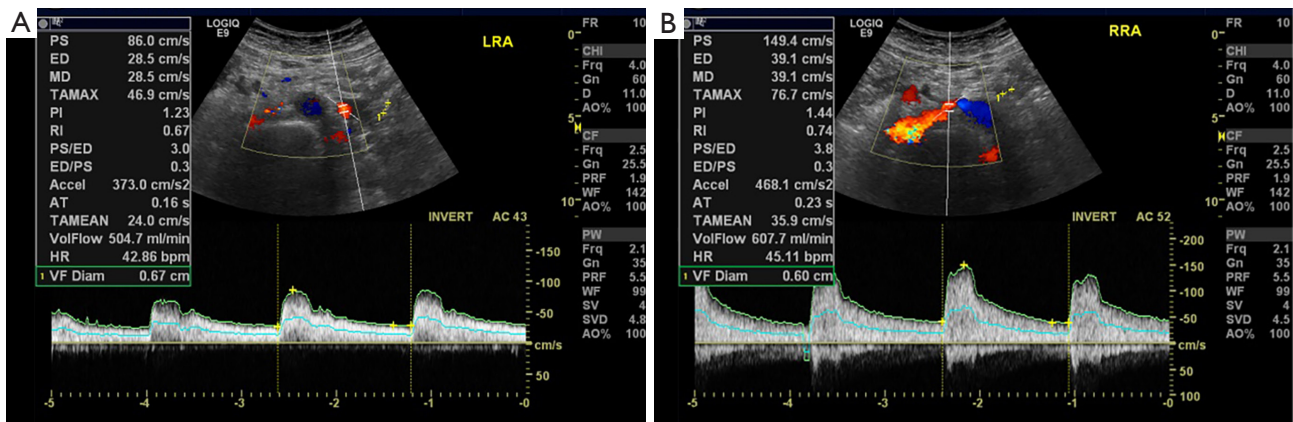 A
PS 86.0 cm/s
ED 28.5 cm/s
MD 28.5 cm/s
TAMAX 46.9 cm/s
PI 1.23
RI 0.67
PS/ED 3.0
ED/PS 0.3
Accel 373.0 cm/s2
AT 0.16 s
TAMEAN 24.0 cm/s
VolFlow 504.7 ml/min
HR 42.86 bpm
1 VF Diam 0.67 cm
LOGIQ
E9
LRA
1
0
5
10
FR 10
CHI
Frq 4.0
Gn 60
D 11.0
AO% 100
CF
Frq 2.5
Gn 25.5
PRF 1.9
WF 142
AO% 100
PW
Frq 2.1
Gn 35
PRF 5.5
WF 99
SV 4
SVD 4.8
AO% 100
INVERT AC 43
-150
-100
-50
cm/s
50
-5 -4 -3 -2 -1 -0
B
PS 149.4 cm/s
ED 39.1 cm/s
MD 39.1 cm/s
TAMAX 76.7 cm/s
PI 1.44
RI 0.74
PS/ED 3.8
ED/PS 0.3
Accel 468.1 cm/s2
AT 0.23 s
TAMEAN 35.9 cm/s
VolFlow 607.7 ml/min
HR 45.11 bpm
1 VF Diam 0.60 cm
LOGIQ
E9
RRA
1
0
5
10
FR 10
CHI
Frq 4.0
Gn 60
D 11.0
AO% 100
CF
Frq 2.5
Gn 25.5
PRF 1.9
WF 142
AO% 100
PW
Frq 2.1
Gn 35
PRF 5.5
WF 99
SV 4
SVD 4.5
AO% 100
INVERT AC 52
-200
-150
-100
-50
cm/s
50
100
-5 -4 -3 -2 -1 -0